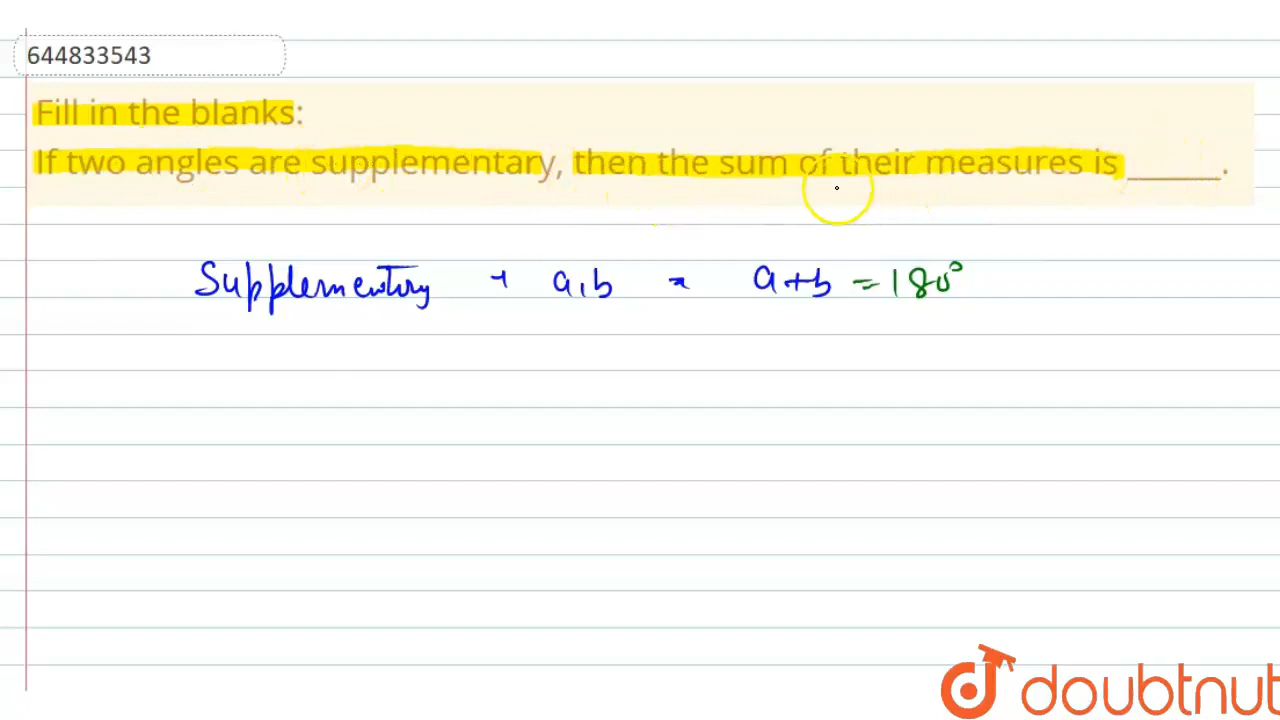 644833543
Fill in the blanks:
If two angles are supplementary, then the sum of their measures is ______.
Supplementory → a,b = a+b = 180°
doubtnut